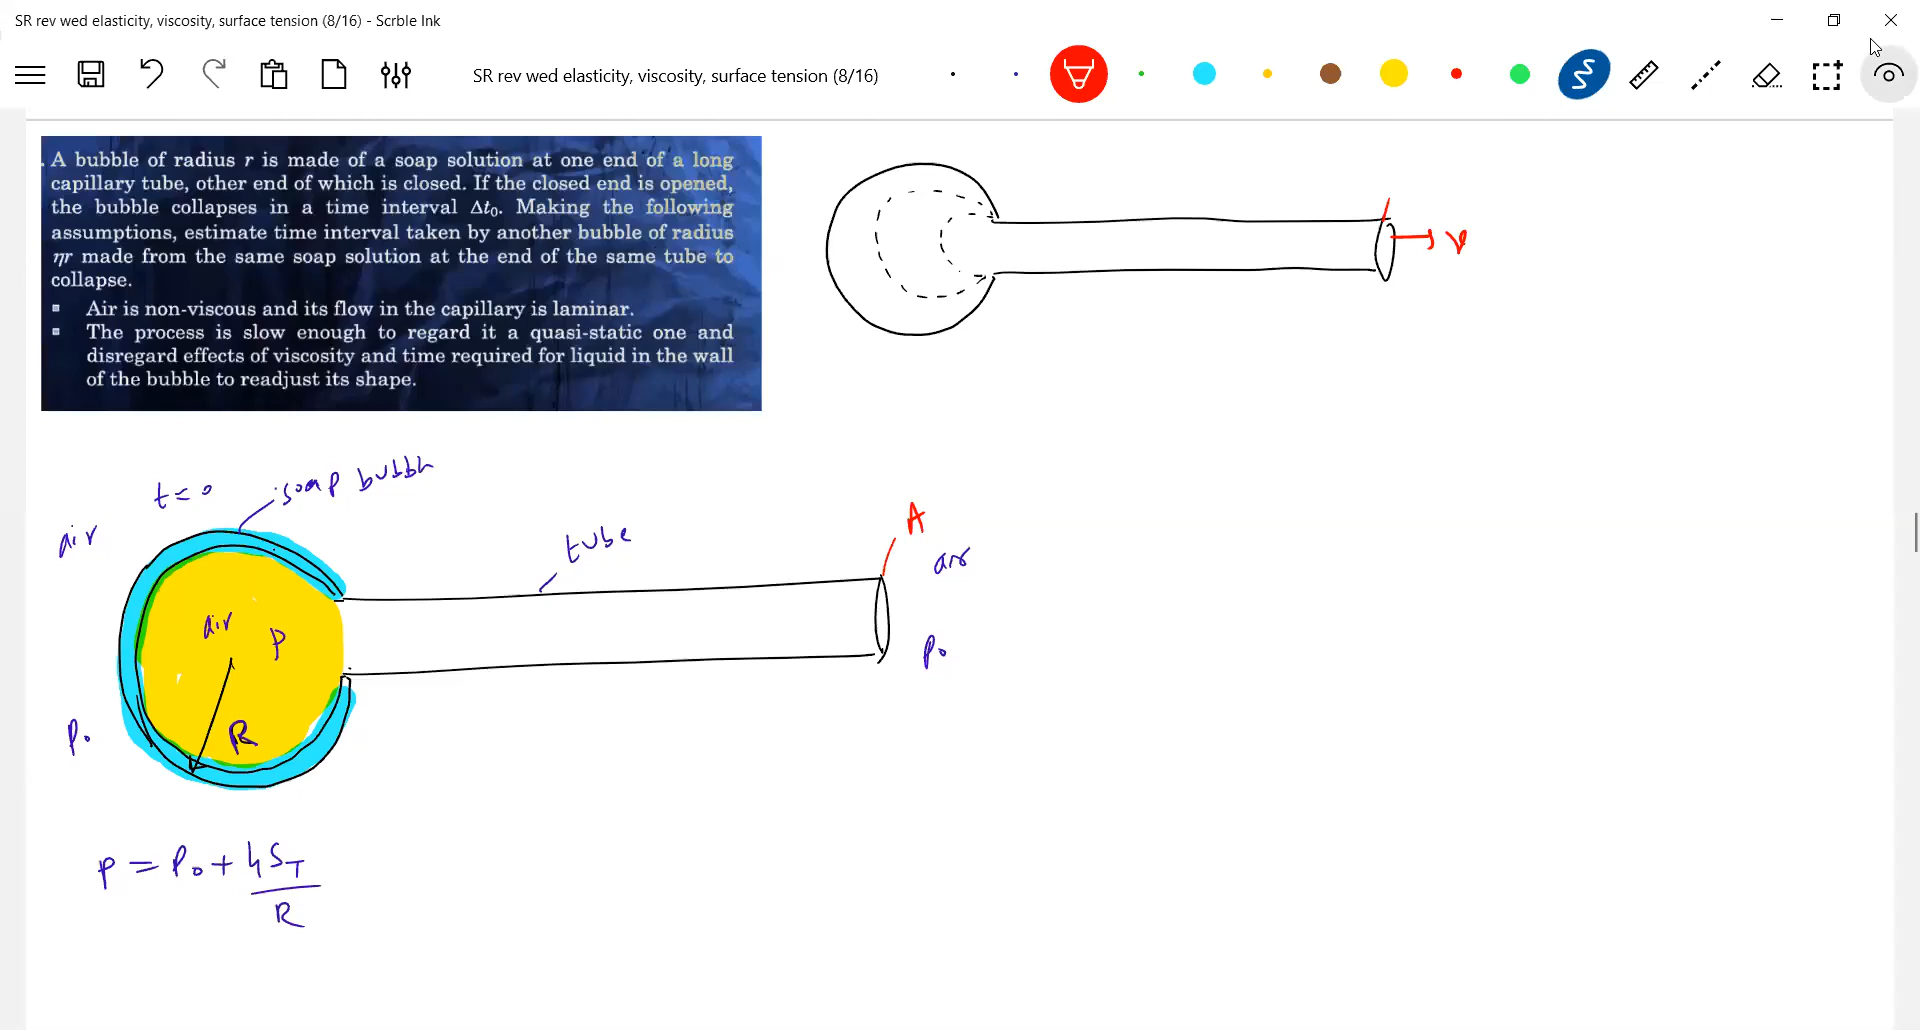 SR rev wed elasticity, viscosity, surface tension (8/16) - Scrble Ink
SR rev wed elasticity, viscosity, surface tension (8/16)
. A bubble of radius r is made of a soap solution at one end of a long
capillary tube, other end of which is closed. If the closed end is opened,
the bubble collapses in a time interval Δt₀. Making the following
assumptions, estimate time interval taken by another bubble of radius
ηr made from the same soap solution at the end of the same tube to
collapse.
▪ Air is non-viscous and its flow in the capillary is laminar.
▪ The process is slow enough to regard it a quasi-static one and
disregard effects of viscosity and time required for liquid in the wall
of the bubble to readjust its shape.
v
t = 0
soap bubble
air
tube
A
air
air
P
P₀
R
P₀
P = P₀ + 4S_T
R